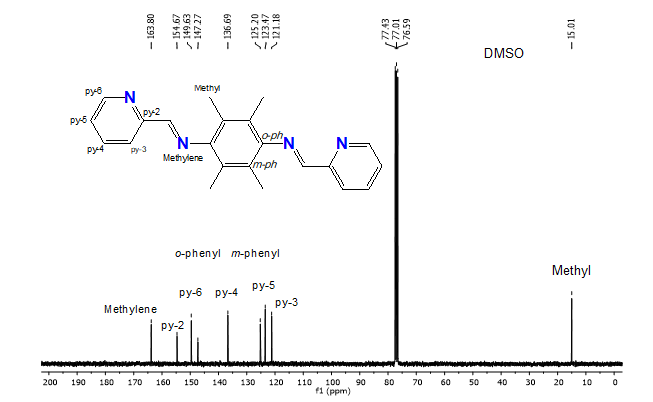 163.80 154.67 149.63 147.27 136.69 125.20 123.47 121.18 77.43 77.01 76.59 15.01
DMSO
Methyl
py-6 N
py-2
py-5 o-ph N N
N
py-4 py-3 Methylene m-ph
o-phenyl m-phenyl
Methyl
py-5
py-6 py-4
py-3
Methylene
py-2
200 190 180 170 160 150 140 130 120 110 100 90 80 70 60 50 40 30 20 10 0
f1 (ppm)